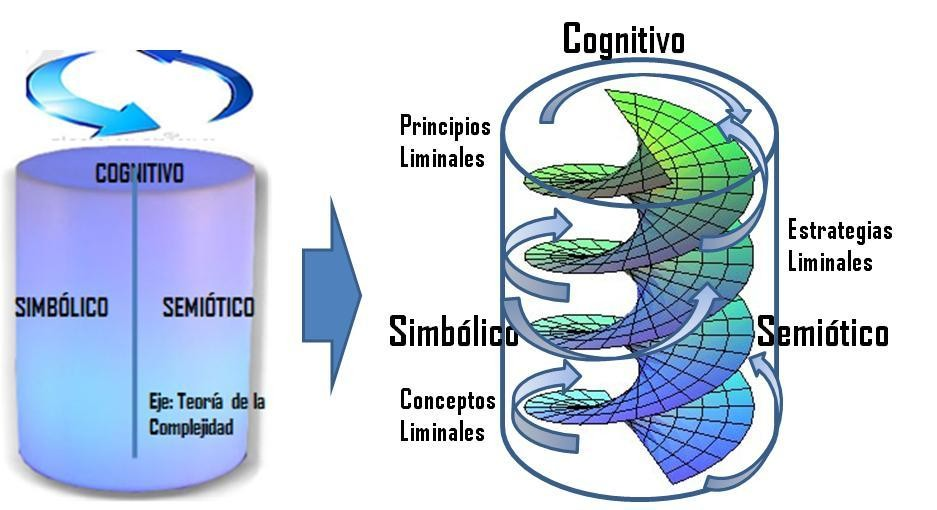 COGNITIVO
SIMBÓLICO
SEMIÓTICO
Eje: Teoría de la
Complejidad
Cognitivo
Principios
Liminales
Estrategias
Liminales
Simbólico
Semiótico
Conceptos
Liminales